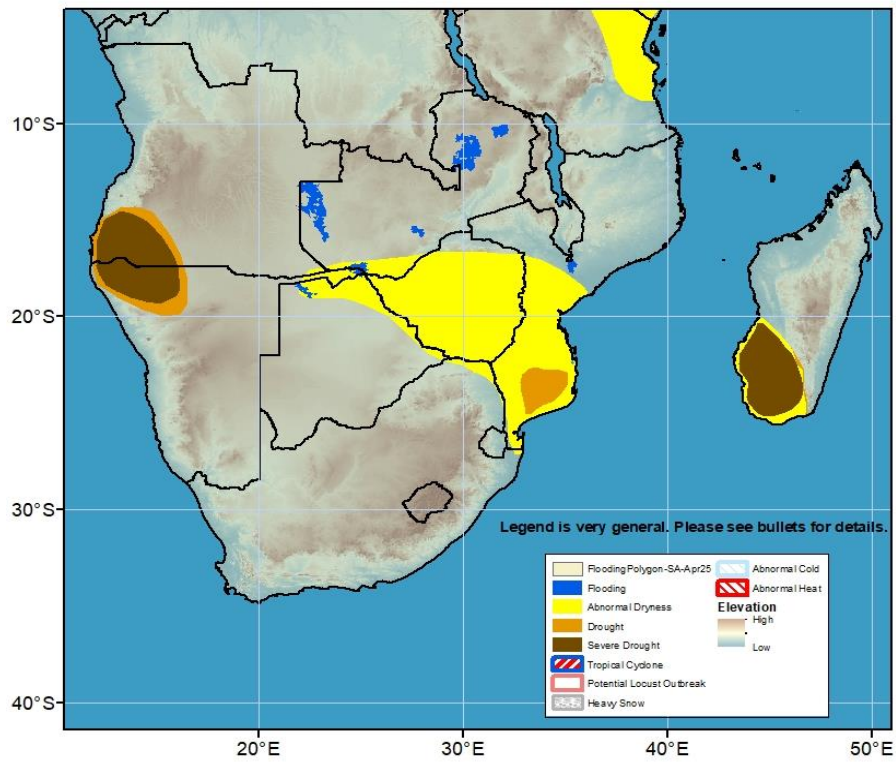 10°S
20°S
30°S
40°S
Legend is very general. Please see bullets for details.
FloodingPolygon-SA-Apr25
Flooding
Abnormal Dryness
Drought
Severe Drought
Tropical Cyclone
Potential Locust Outbreak
Heavy Snow
Abnormal Cold
Abnormal Heat
Elevation
High
Low
20°E
30°E
40°E
50°E